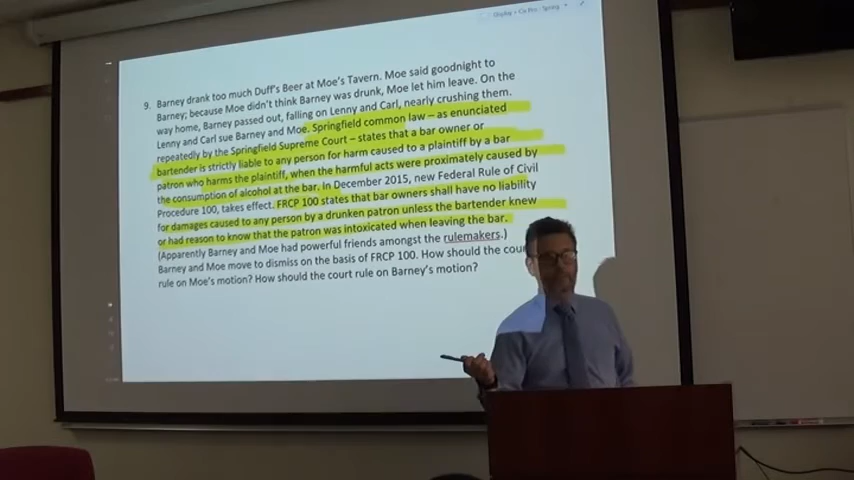 Display • Civ Pro - Spring
9. Barney drank too much Duff's Beer at Moe's Tavern. Moe said goodnight to
Barney; because Moe didn't think Barney was drunk, Moe let him leave. On the
way home, Barney passed out, falling on Lenny and Carl, nearly crushing them.
Lenny and Carl sue Barney and Moe. Springfield common law – as enunciated
repeatedly by the Springfield Supreme Court – states that a bar owner or
bartender is strictly liable to any person for harm caused to a plaintiff by a bar
patron who harms the plaintiff, when the harmful acts were proximately caused by
the consumption of alcohol at the bar. In December 2015, new Federal Rule of Civil
Procedure 100, takes effect. FRCP 100 states that bar owners shall have no liability
for damages caused to any person by a drunken patron unless the bartender knew
or had reason to know that the patron was intoxicated when leaving the bar.
(Apparently Barney and Moe had powerful friends amongst the rulemakers.)
Barney and Moe move to dismiss on the basis of FRCP 100. How should the cou
rule on Moe's motion? How should the court rule on Barney's motion?